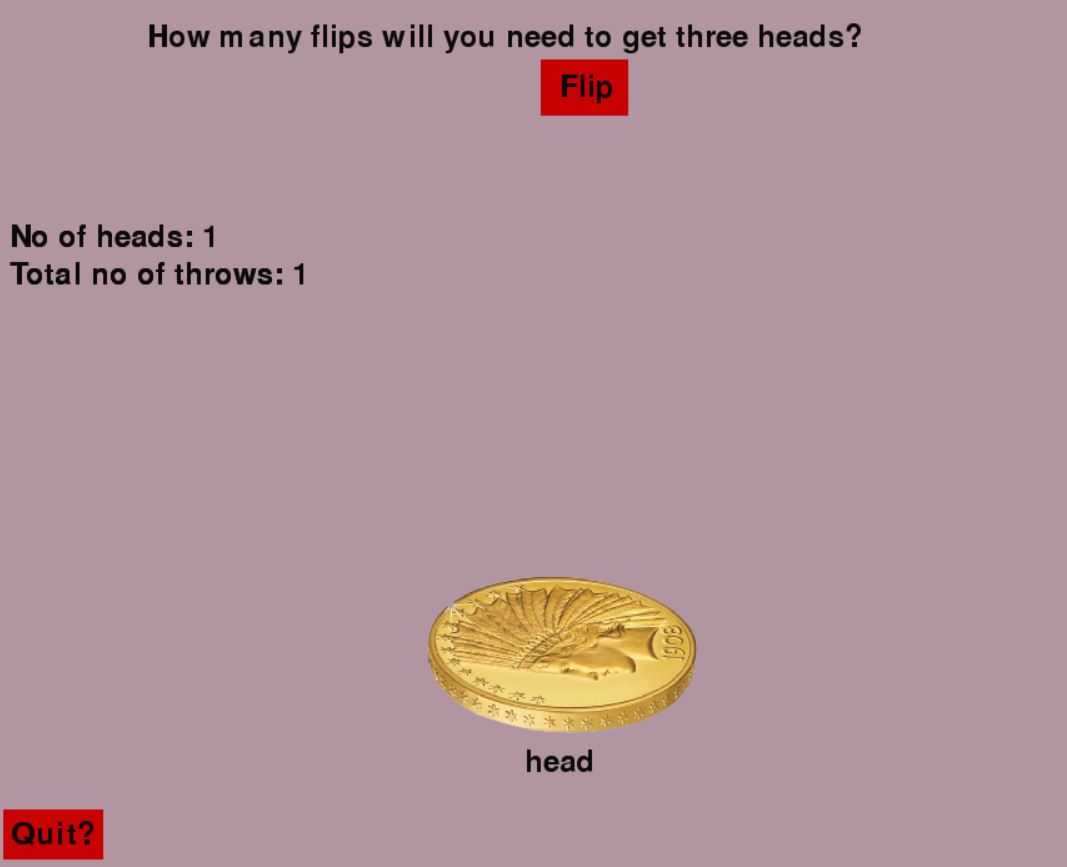 How many flips will you need to get three heads?
Flip
No of heads: 1
Total no of throws: 1
1908
head
Quit?